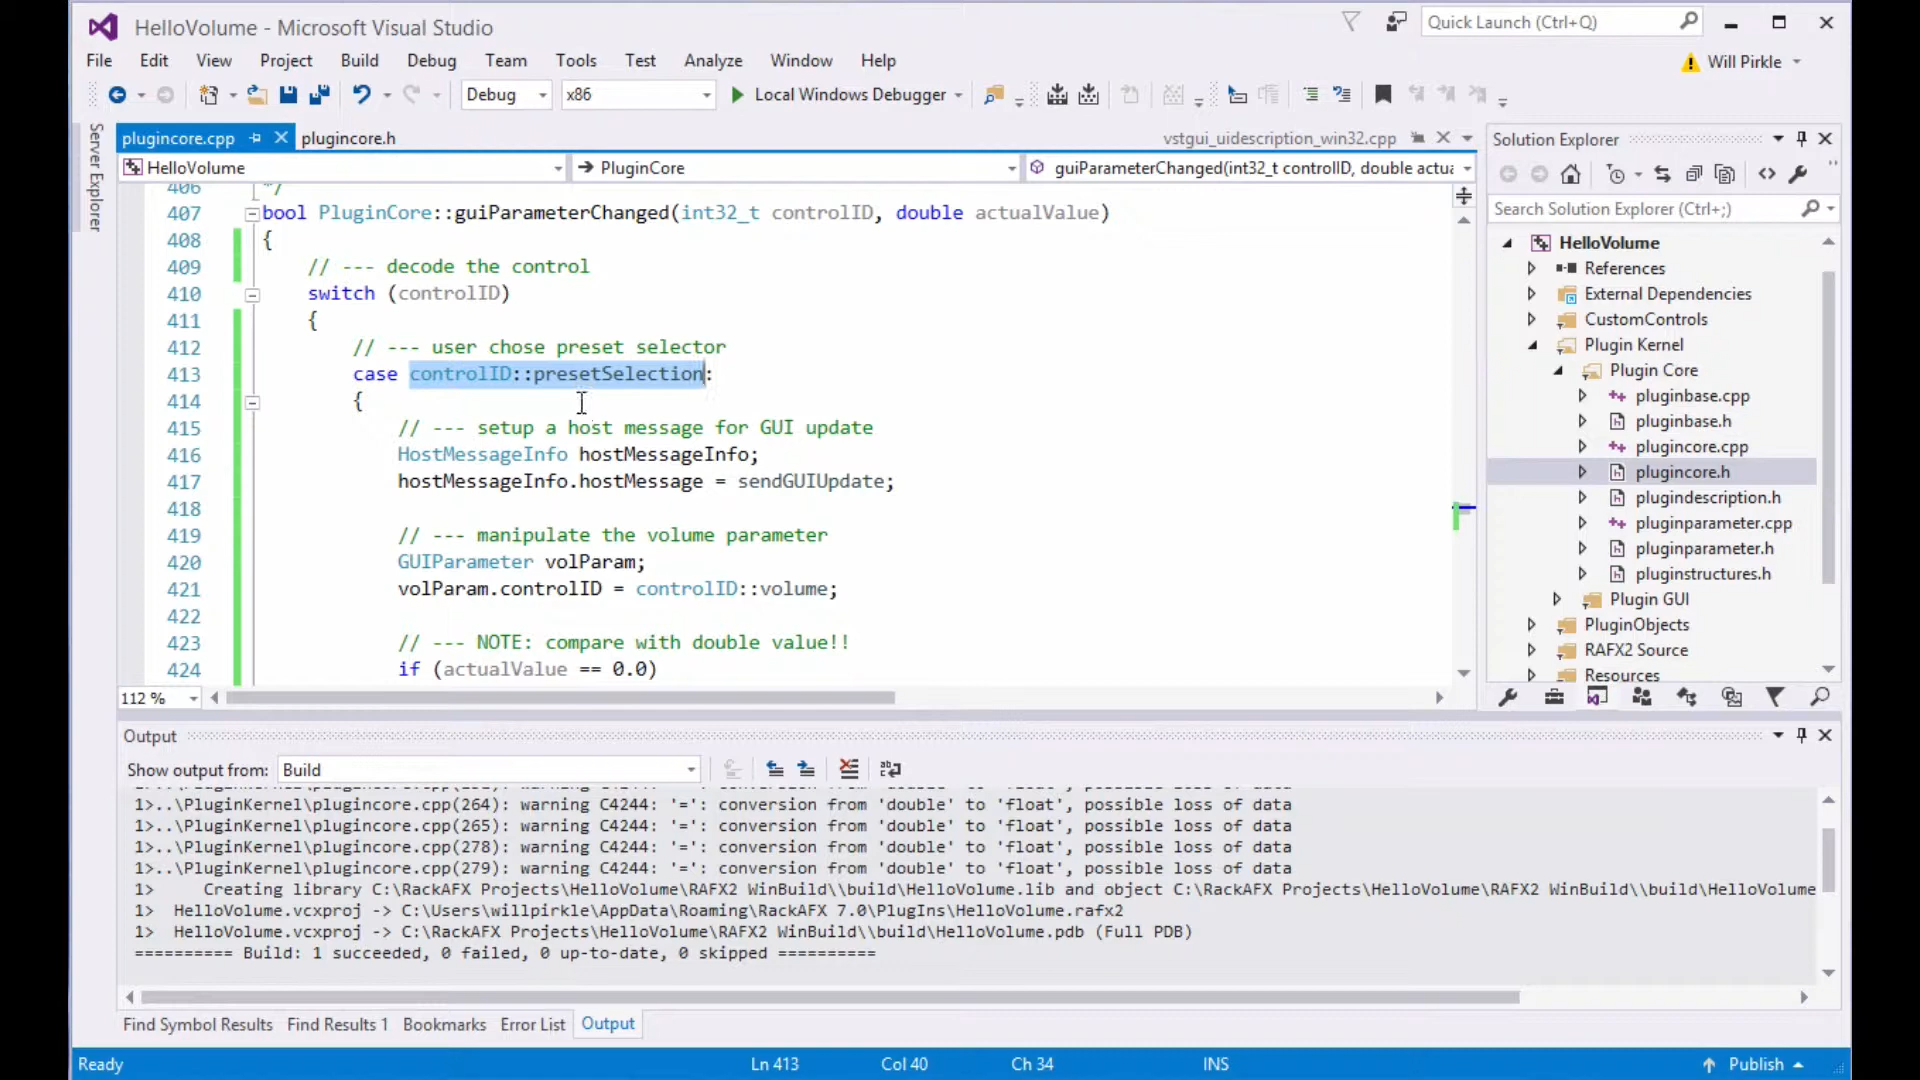 HelloVolume - Microsoft Visual Studio
Quick Launch (Ctrl+Q)
File Edit View Project Build Debug Team Tools Test Analyze Window Help
Will Pirkle
Debug x86 Local Windows Debugger
Server Explorer
plugincore.cpp plugincore.h vstgui_uidescription_win32.cpp
HelloVolume PluginCore guiParameterChanged(int32_t controlID, double actua
406 */
407 bool PluginCore::guiParameterChanged(int32_t controlID, double actualValue)
408 {
409 // --- decode the control
410 switch (controlID)
411 {
412 // --- user chose preset selector
413 case controlID::presetSelection:
414 {
415 // --- setup a host message for GUI update
416 HostMessageInfo hostMessageInfo;
417 hostMessageInfo.hostMessage = sendGUIUpdate;
418
419 // --- manipulate the volume parameter
420 GUIParameter volParam;
421 volParam.controlID = controlID::volume;
422
423 // --- NOTE: compare with double value!!
424 if (actualValue == 0.0)
112 %
Solution Explorer
Search Solution Explorer (Ctrl+;)
HelloVolume
References
External Dependencies
CustomControls
Plugin Kernel
Plugin Core
pluginbase.cpp
pluginbase.h
plugincore.cpp
plugincore.h
plugindescription.h
pluginparameter.cpp
pluginparameter.h
pluginstructures.h
Plugin GUI
PluginObjects
RAFX2 Source
Resources
Output
Show output from: Build
1>..\PluginKernel\plugincore.cpp(264): warning C4244: '=': conversion from 'double' to 'float', possible loss of data
1>..\PluginKernel\plugincore.cpp(265): warning C4244: '=': conversion from 'double' to 'float', possible loss of data
1>..\PluginKernel\plugincore.cpp(278): warning C4244: '=': conversion from 'double' to 'float', possible loss of data
1>..\PluginKernel\plugincore.cpp(279): warning C4244: '=': conversion from 'double' to 'float', possible loss of data
1> Creating library C:\RackAFX Projects\HelloVolume\RAFX2 WinBuild\\build\HelloVolume.lib and object C:\RackAFX Projects\HelloVolume\RAFX2 WinBuild\\build\HelloVolume
1> HelloVolume.vcxproj -> C:\Users\willpirkle\AppData\Roaming\RackAFX 7.0\PlugIns\HelloVolume.rafx2
1> HelloVolume.vcxproj -> C:\RackAFX Projects\HelloVolume\RAFX2 WinBuild\\build\HelloVolume.pdb (Full PDB)
========== Build: 1 succeeded, 0 failed, 0 up-to-date, 0 skipped ==========
Find Symbol Results Find Results 1 Bookmarks Error List Output
Ready Ln 413 Col 40 Ch 34 INS Publish